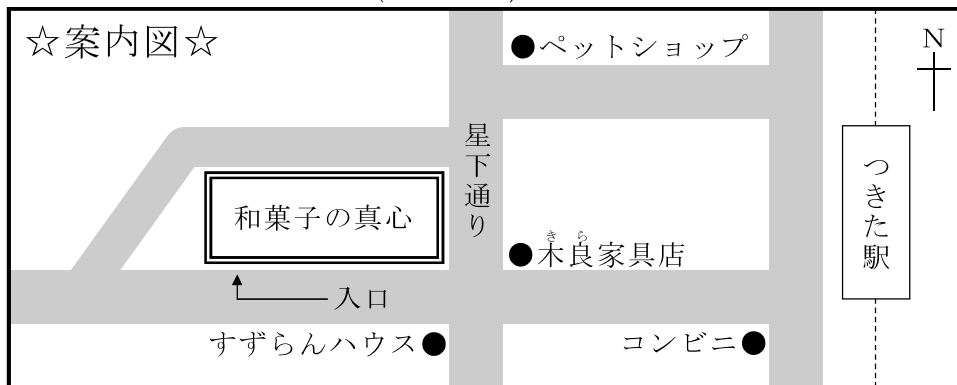 ☆案内図☆
●ペットショップ
N
星下通り
つきた駅
和菓子の真心
きら
●木良家具店
入口
すずらんハウス●
コンビニ●